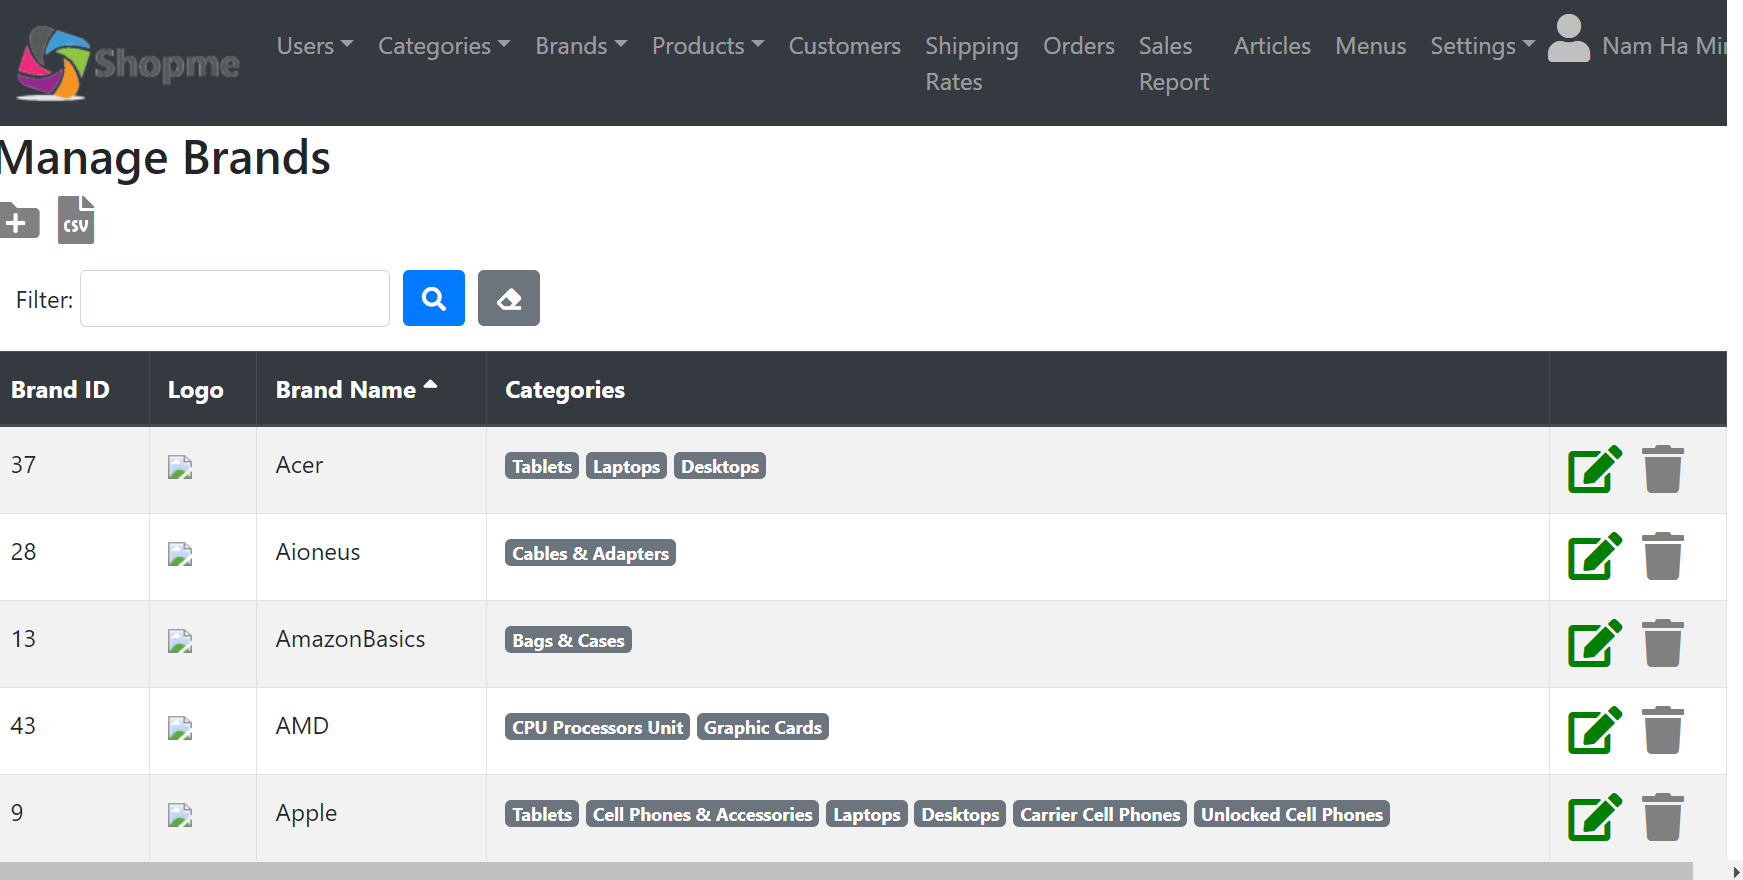 Shopme Users Categories Brands Products Customers Shipping Rates Orders Sales Report Articles Menus Settings Nam Ha
Manage Brands
CSV
Filter:
Brand ID Logo Brand Name Categories
37 Acer Tablets Laptops Desktops
28 Aioneus Cables & Adapters
13 AmazonBasics Bags & Cases
43 AMD CPU Processors Unit Graphic Cards
9 Apple Tablets Cell Phones & Accessories Laptops Desktops Carrier Cell Phones Unlocked Cell Phones